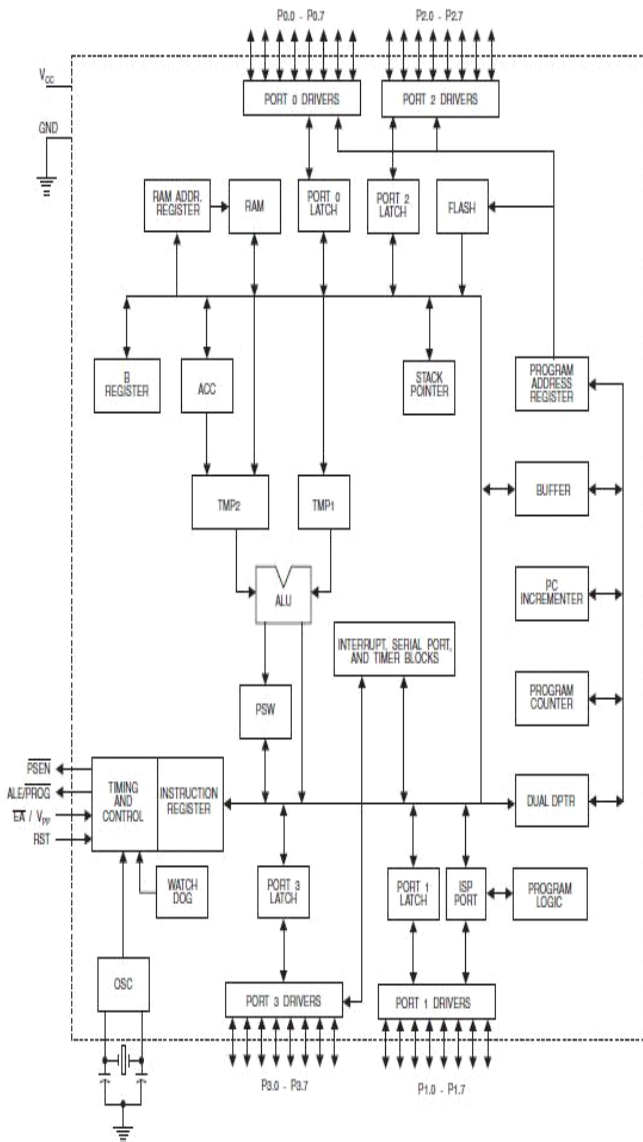 P0.0 - P0.7
P2.0 - P2.7
VCC
PORT 0 DRIVERS
PORT 2 DRIVERS
GND
RAM ADDR.
REGISTER
RAM
PORT 0
LATCH
PORT 2
LATCH
FLASH
B
REGISTER
ACC
STACK
POINTER
PROGRAM
ADDRESS
REGISTER
TMP2
TMP1
BUFFER
ALU
PC
INCREMENTER
INTERRUPT, SERIAL PORT,
AND TIMER BLOCKS
PSW
PROGRAM
COUNTER
PSEN
ALE/PROG
EA / VPP
RST
TIMING
AND
CONTROL
INSTRUCTION
REGISTER
DUAL DPTR
WATCH
DOG
PORT 3
LATCH
PORT 1
LATCH
ISP
PORT
PROGRAM
LOGIC
OSC
PORT 3 DRIVERS
PORT 1 DRIVERS
P3.0 - P3.7
P1.0 - P1.7